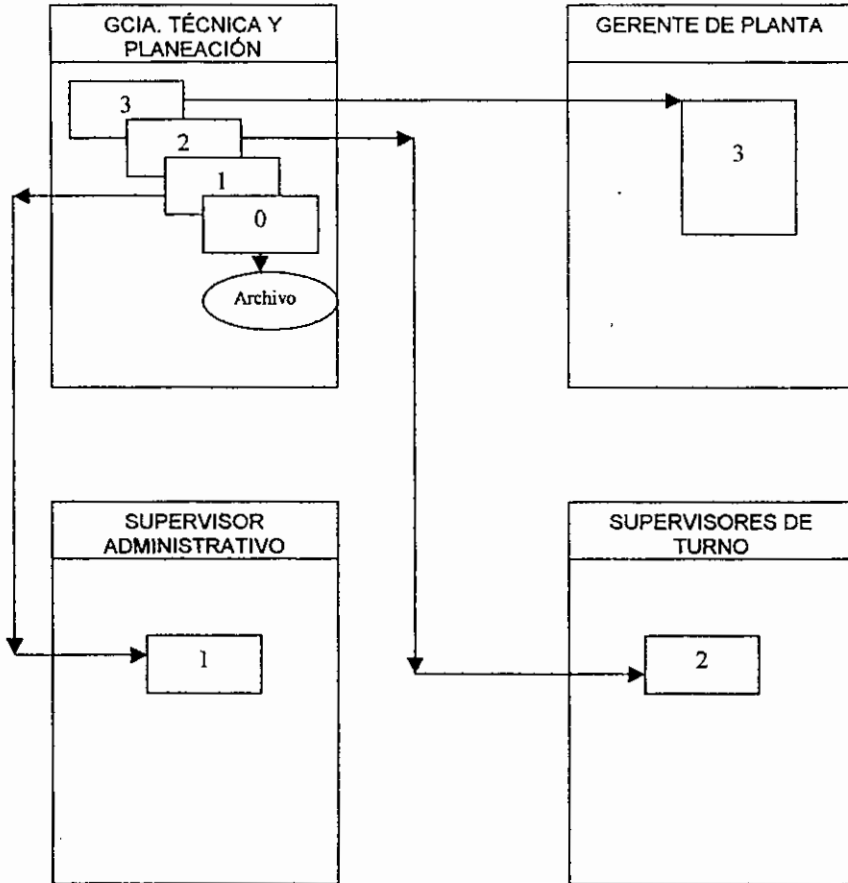 GCIA. TÉCNICA Y
PLANEACIÓN
3
2
1
0
Archivo
GERENTE DE PLANTA
3
SUPERVISOR
ADMINISTRATIVO
1
SUPERVISORES DE
TURNO
2